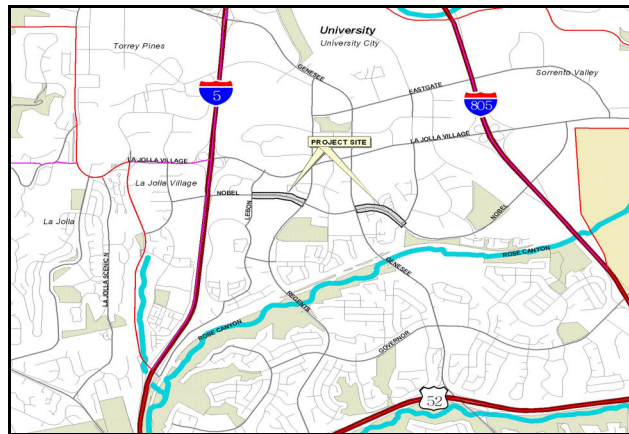 University
University City
Torrey Pines
GENESEE
Sorrento Valley
5
EASTGATE
805
LA JOLLA VILLAGE
PROJECT SITE
LA JOLLA VILLAGE
La Jolla Village
NOBEL
LEBON
NOBEL
La Jolla
LA JOLLA SCENIC N
ROSE CANYON
GENESEE
REGENTS
ROSE CANYON
GOVERNOR
52